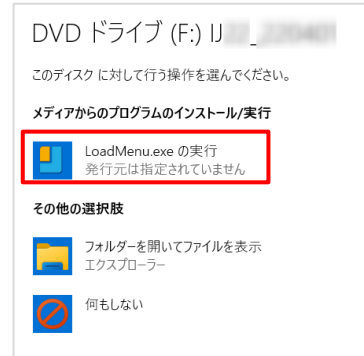 DVD ドライブ (F:) IJ
このディスク に対して行う操作を選んでください。
メディアからのプログラムのインストール/実行
LoadMenu.exe の実行
発行元は指定されていません
その他の選択肢
フォルダーを開いてファイルを表示
エクスプローラー
何もしない